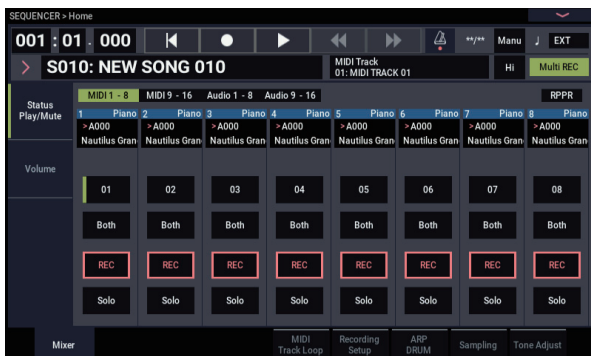 SEQUENCER > Home
001 : 01 . 000 **/** Manu ♩ EXT
> S010: NEW SONG 010 MIDI Track Hi Multi REC
01: MIDI TRACK 01
Status Play/Mute MIDI 1 - 8 MIDI 9 - 16 Audio 1 - 8 Audio 9 - 16 RPPR
1 Piano 2 Piano 3 Piano 4 Piano 5 Piano 6 Piano 7 Piano 8 Piano
>A000 >A000 >A000 >A000 >A000 >A000 >A000 >A000
Nautilus Gran Nautilus Gran Nautilus Gran Nautilus Gran Nautilus Gran Nautilus Gran Nautilus Gran Nautilus Gran
Volume
01 02 03 04 05 06 07 08
Both Both Both Both Both Both Both Both
REC REC REC REC REC REC REC REC
Solo Solo Solo Solo Solo Solo Solo Solo
Mixer MIDI Track Loop Recording Setup ARP DRUM Sampling Tone Adjust